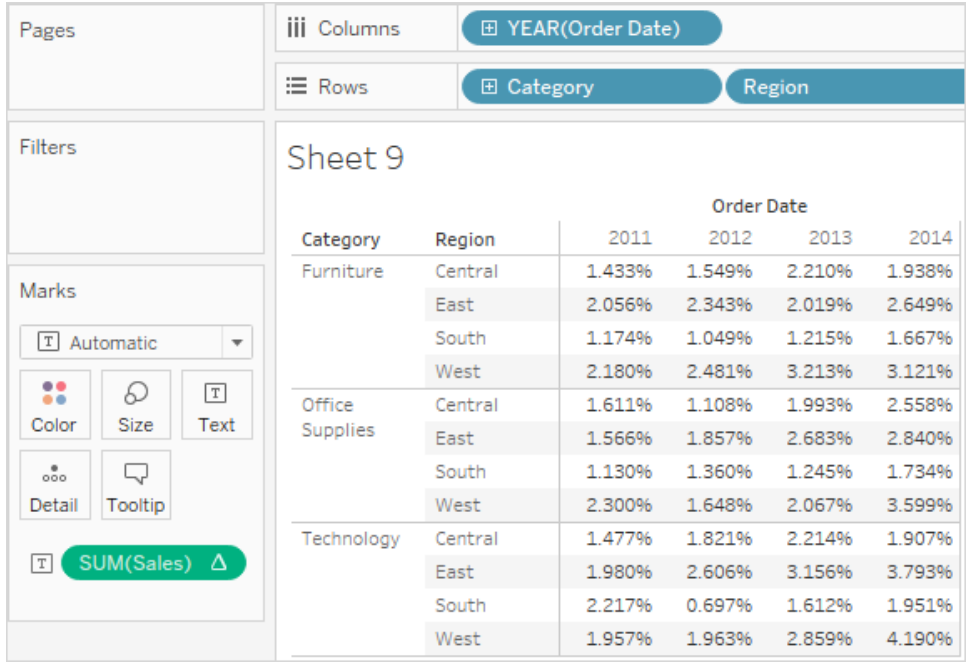 Pages
Columns
YEAR(Order Date)
Rows
Category
Region
Filters
Sheet 9
Order Date
Category Region 2011 2012 2013 2014
Furniture Central 1.433% 1.549% 2.210% 1.938%
East 2.056% 2.343% 2.019% 2.649%
South 1.174% 1.049% 1.215% 1.667%
West 2.180% 2.481% 3.213% 3.121%
Office Central 1.611% 1.108% 1.993% 2.558%
Supplies East 1.566% 1.857% 2.683% 2.840%
South 1.130% 1.360% 1.245% 1.734%
West 2.300% 1.648% 2.067% 3.599%
Technology Central 1.477% 1.821% 2.214% 1.907%
East 1.980% 2.606% 3.156% 3.793%
South 2.217% 0.697% 1.612% 1.951%
West 1.957% 1.963% 2.859% 4.190%
Marks
T Automatic
T
Color Size Text
Detail Tooltip
T SUM(Sales) Δ